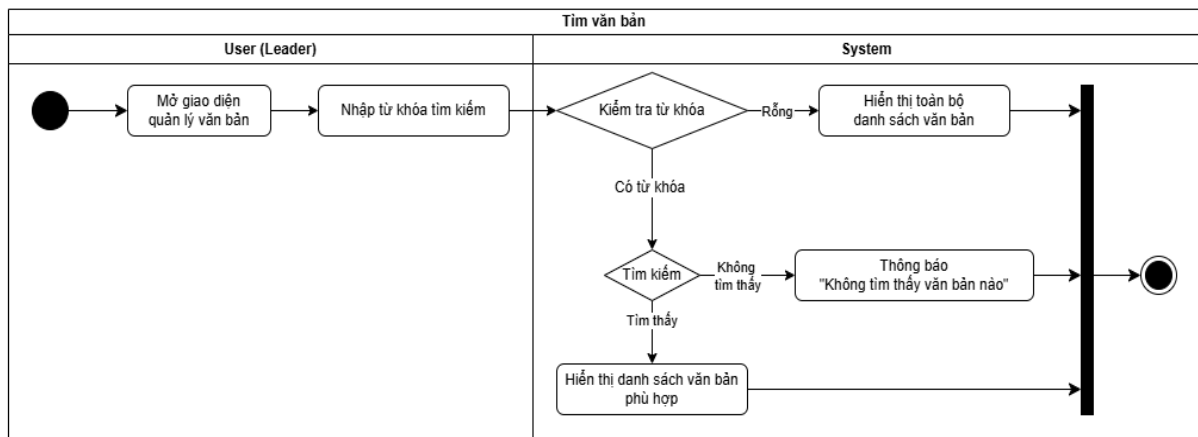 Tìm văn bản
User (Leader)
System
Mở giao diện
quản lý văn bản
Nhập từ khóa tìm kiếm
Kiểm tra từ khóa
Rỗng
Hiển thị toàn bộ
danh sách văn bản
Có từ khóa
Tìm kiếm
Không
tìm thấy
Thông báo
"Không tìm thấy văn bản nào"
Tìm thấy
Hiển thị danh sách văn bản
phù hợp